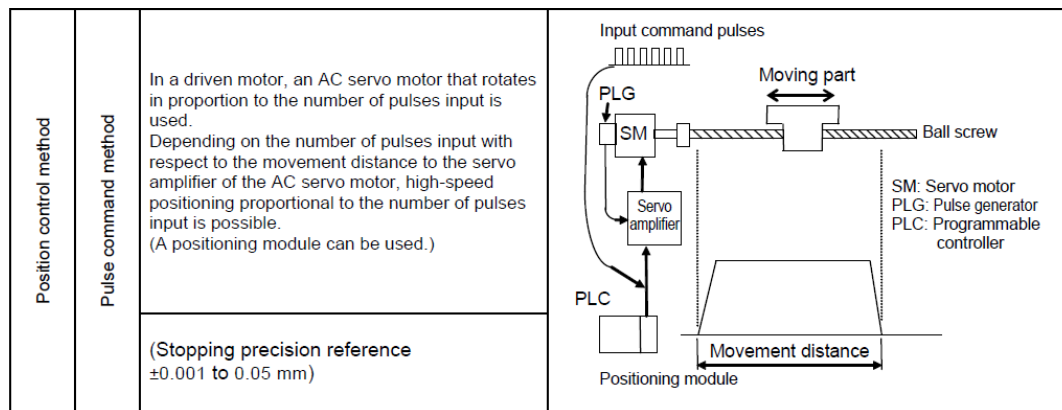 Position control method
Pulse command method
In a driven motor, an AC servo motor that rotates
in proportion to the number of pulses input is
used.
Depending on the number of pulses input with
respect to the movement distance to the servo
amplifier of the AC servo motor, high-speed
positioning proportional to the number of pulses
input is possible.
(A positioning module can be used.)
(Stopping precision reference
±0.001 to 0.05 mm)
Input command pulses
Moving part
PLG
SM
Ball screw
SM: Servo motor
PLG: Pulse generator
PLC: Programmable
controller
Servo
amplifier
PLC
Movement distance
Positioning module